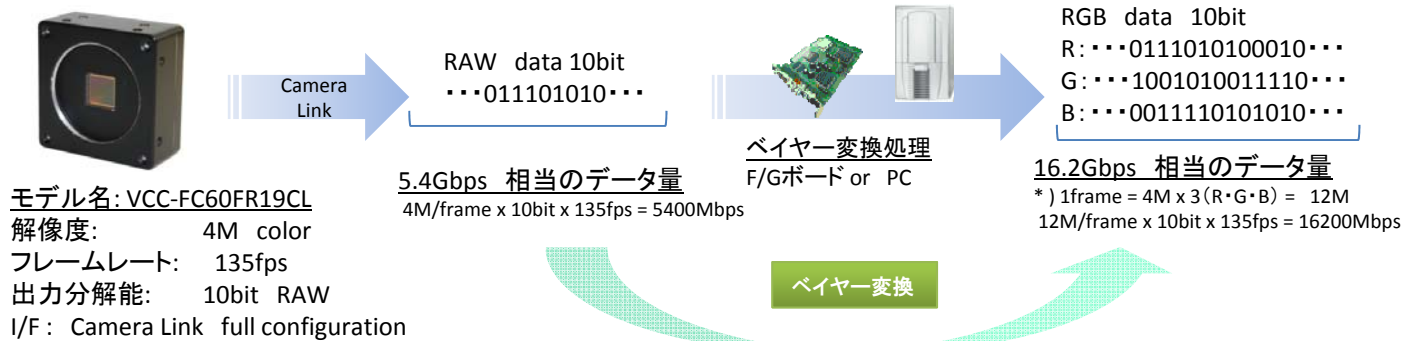 モデル名: VCC-FC60FR19CL
解像度: 4M color
フレームレート: 135fps
出力分解能: 10bit RAW
I/F : Camera Link full configuration
Camera
Link
RAW data 10bit
・・・011101010・・・
5.4Gbps 相当のデータ量
4M/frame x 10bit x 135fps = 5400Mbps
ベイヤー変換処理
F/Gボード or PC
RGB data 10bit
R:・・・0111010100010・・・
G:・・・1001010011110・・・
B:・・・0011110101010・・・
16.2Gbps 相当のデータ量
* ) 1frame = 4M x 3(R・G・B) = 12M
12M/frame x 10bit x 135fps = 16200Mbps
ベイヤー変換